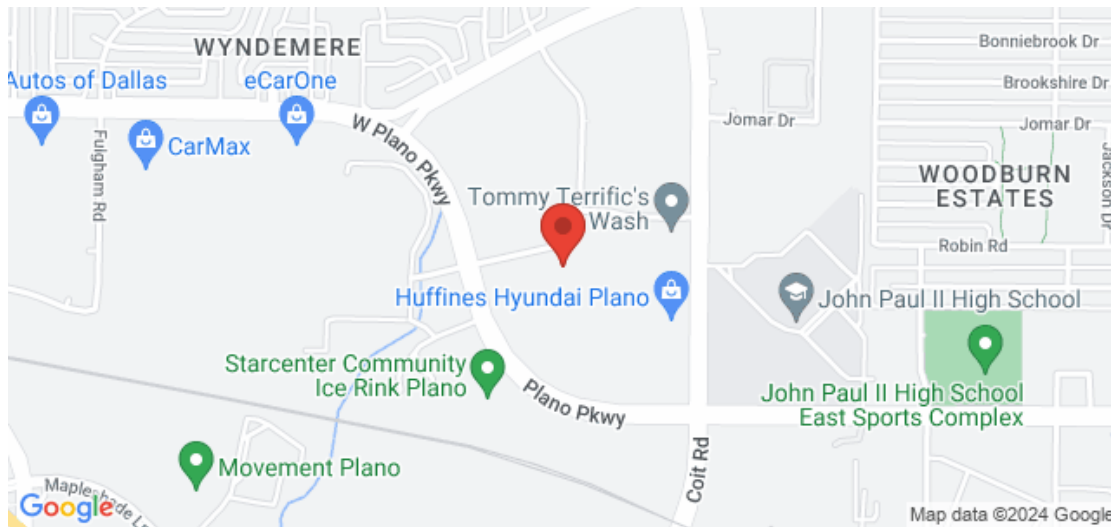 WYNDEMERE
Bonniebrook Dr
Autos of Dallas
eCarOne
Brookshire Dr
Jomar Dr
Jomar Dr
W Plano Pkwy
CarMax
Fulgham Rd
WOODBURN
ESTATES
Jackson Dr
Tommy Terrific's
Wash
Robin Rd
Huffines Hyundai Plano
John Paul II High School
Starcenter Community
Ice Rink Plano
Plano Pkwy
John Paul II High School
East Sports Complex
Coit Rd
Movement Plano
Mapleshade Ln
Google
Map data ©2024 Google